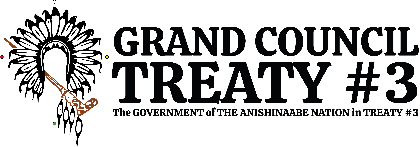 GRAND COUNCIL
TREATY #3
The GOVERNMENT of THE ANISHINAABE NATION in TREATY #3